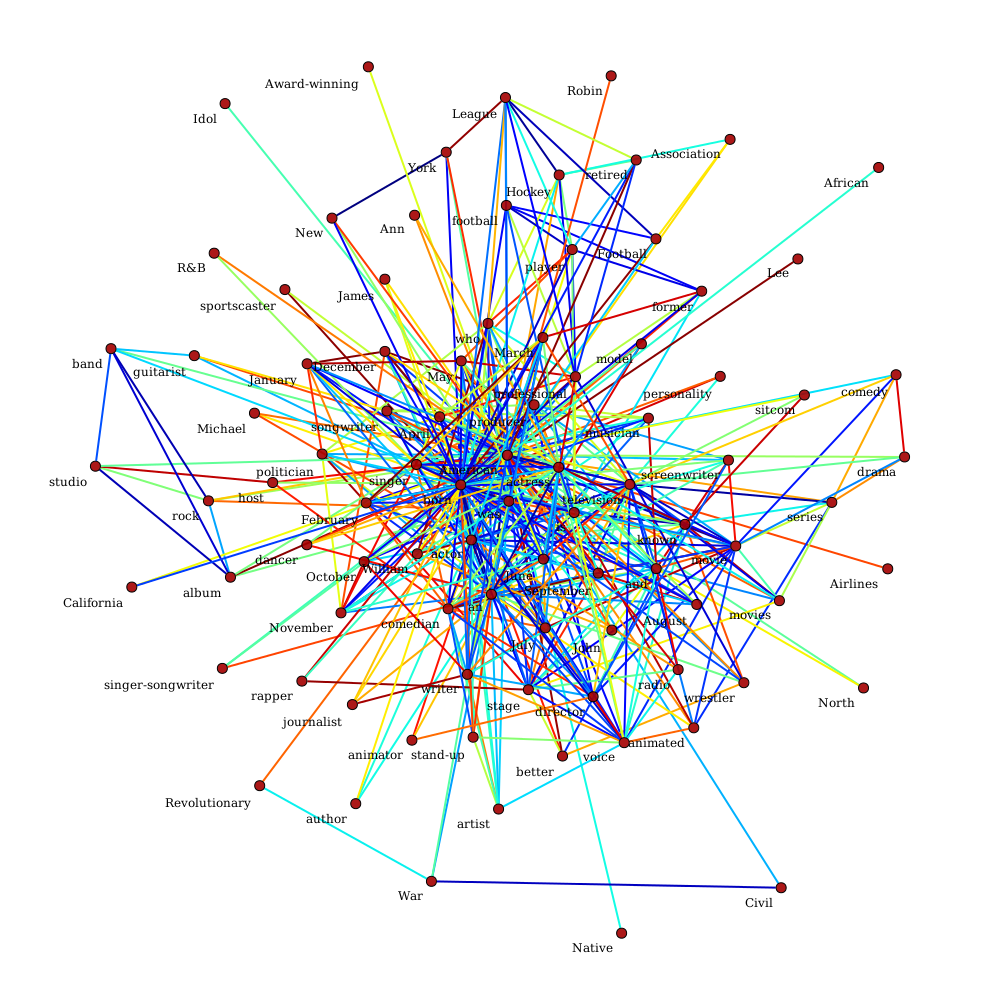 Award-winning
Robin
Idol
League
Association
York
retired
African
Hockey
New
Ann
football
Football
R&B
player
Lee
sportscaster
James
former
who
March
model
band
guitarist
December
January
May
professional
personality
sitcom
comedy
Michael
songwriter
April
producer
musician
politician
American
drama
studio
host
singer
actress
screenwriter
born
television
rock
February
was
series
known
dancer
actor
movie
October
William
June
and
Airlines
California
album
an
September
movies
November
comedian
August
July
John
singer-songwriter
rapper
writer
radio
wrestler
North
journalist
stage
director
animator
stand-up
voice
animated
better
Revolutionary
author
artist
War
Civil
Native